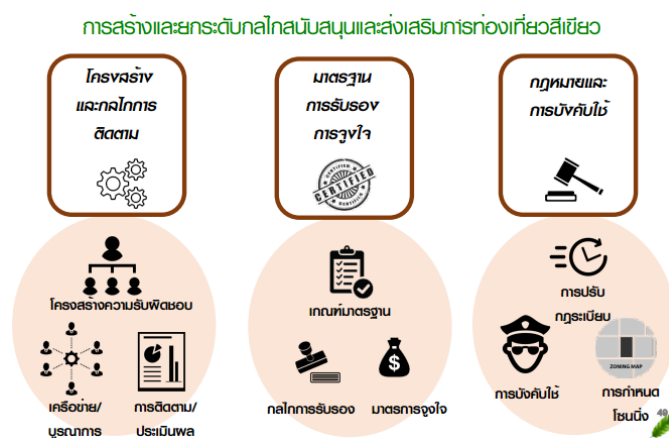 การสร้างและยกระดับกลไกสนับสนุนและส่งเสริมการท่องเที่ยวสีเขียว
โครงสร้าง
และกลไกการ
ติดตาม
มาตรฐาน
การรับรอง
การจูงใจ
CERTIFIED
กฎหมายและ
การบังคับใช้
โครงสร้างความรับผิดชอบ
เครือข่าย/
บูรณาการ
การติดตาม/
ประเมินผล
เกณฑ์มาตรฐาน
$
กลไกการรับรอง
มาตรการจูงใจ
การปรับ
กฎระเบียบ
ZONING MAP
การบังคับใช้
การกำหนด
โซนนิ่ง